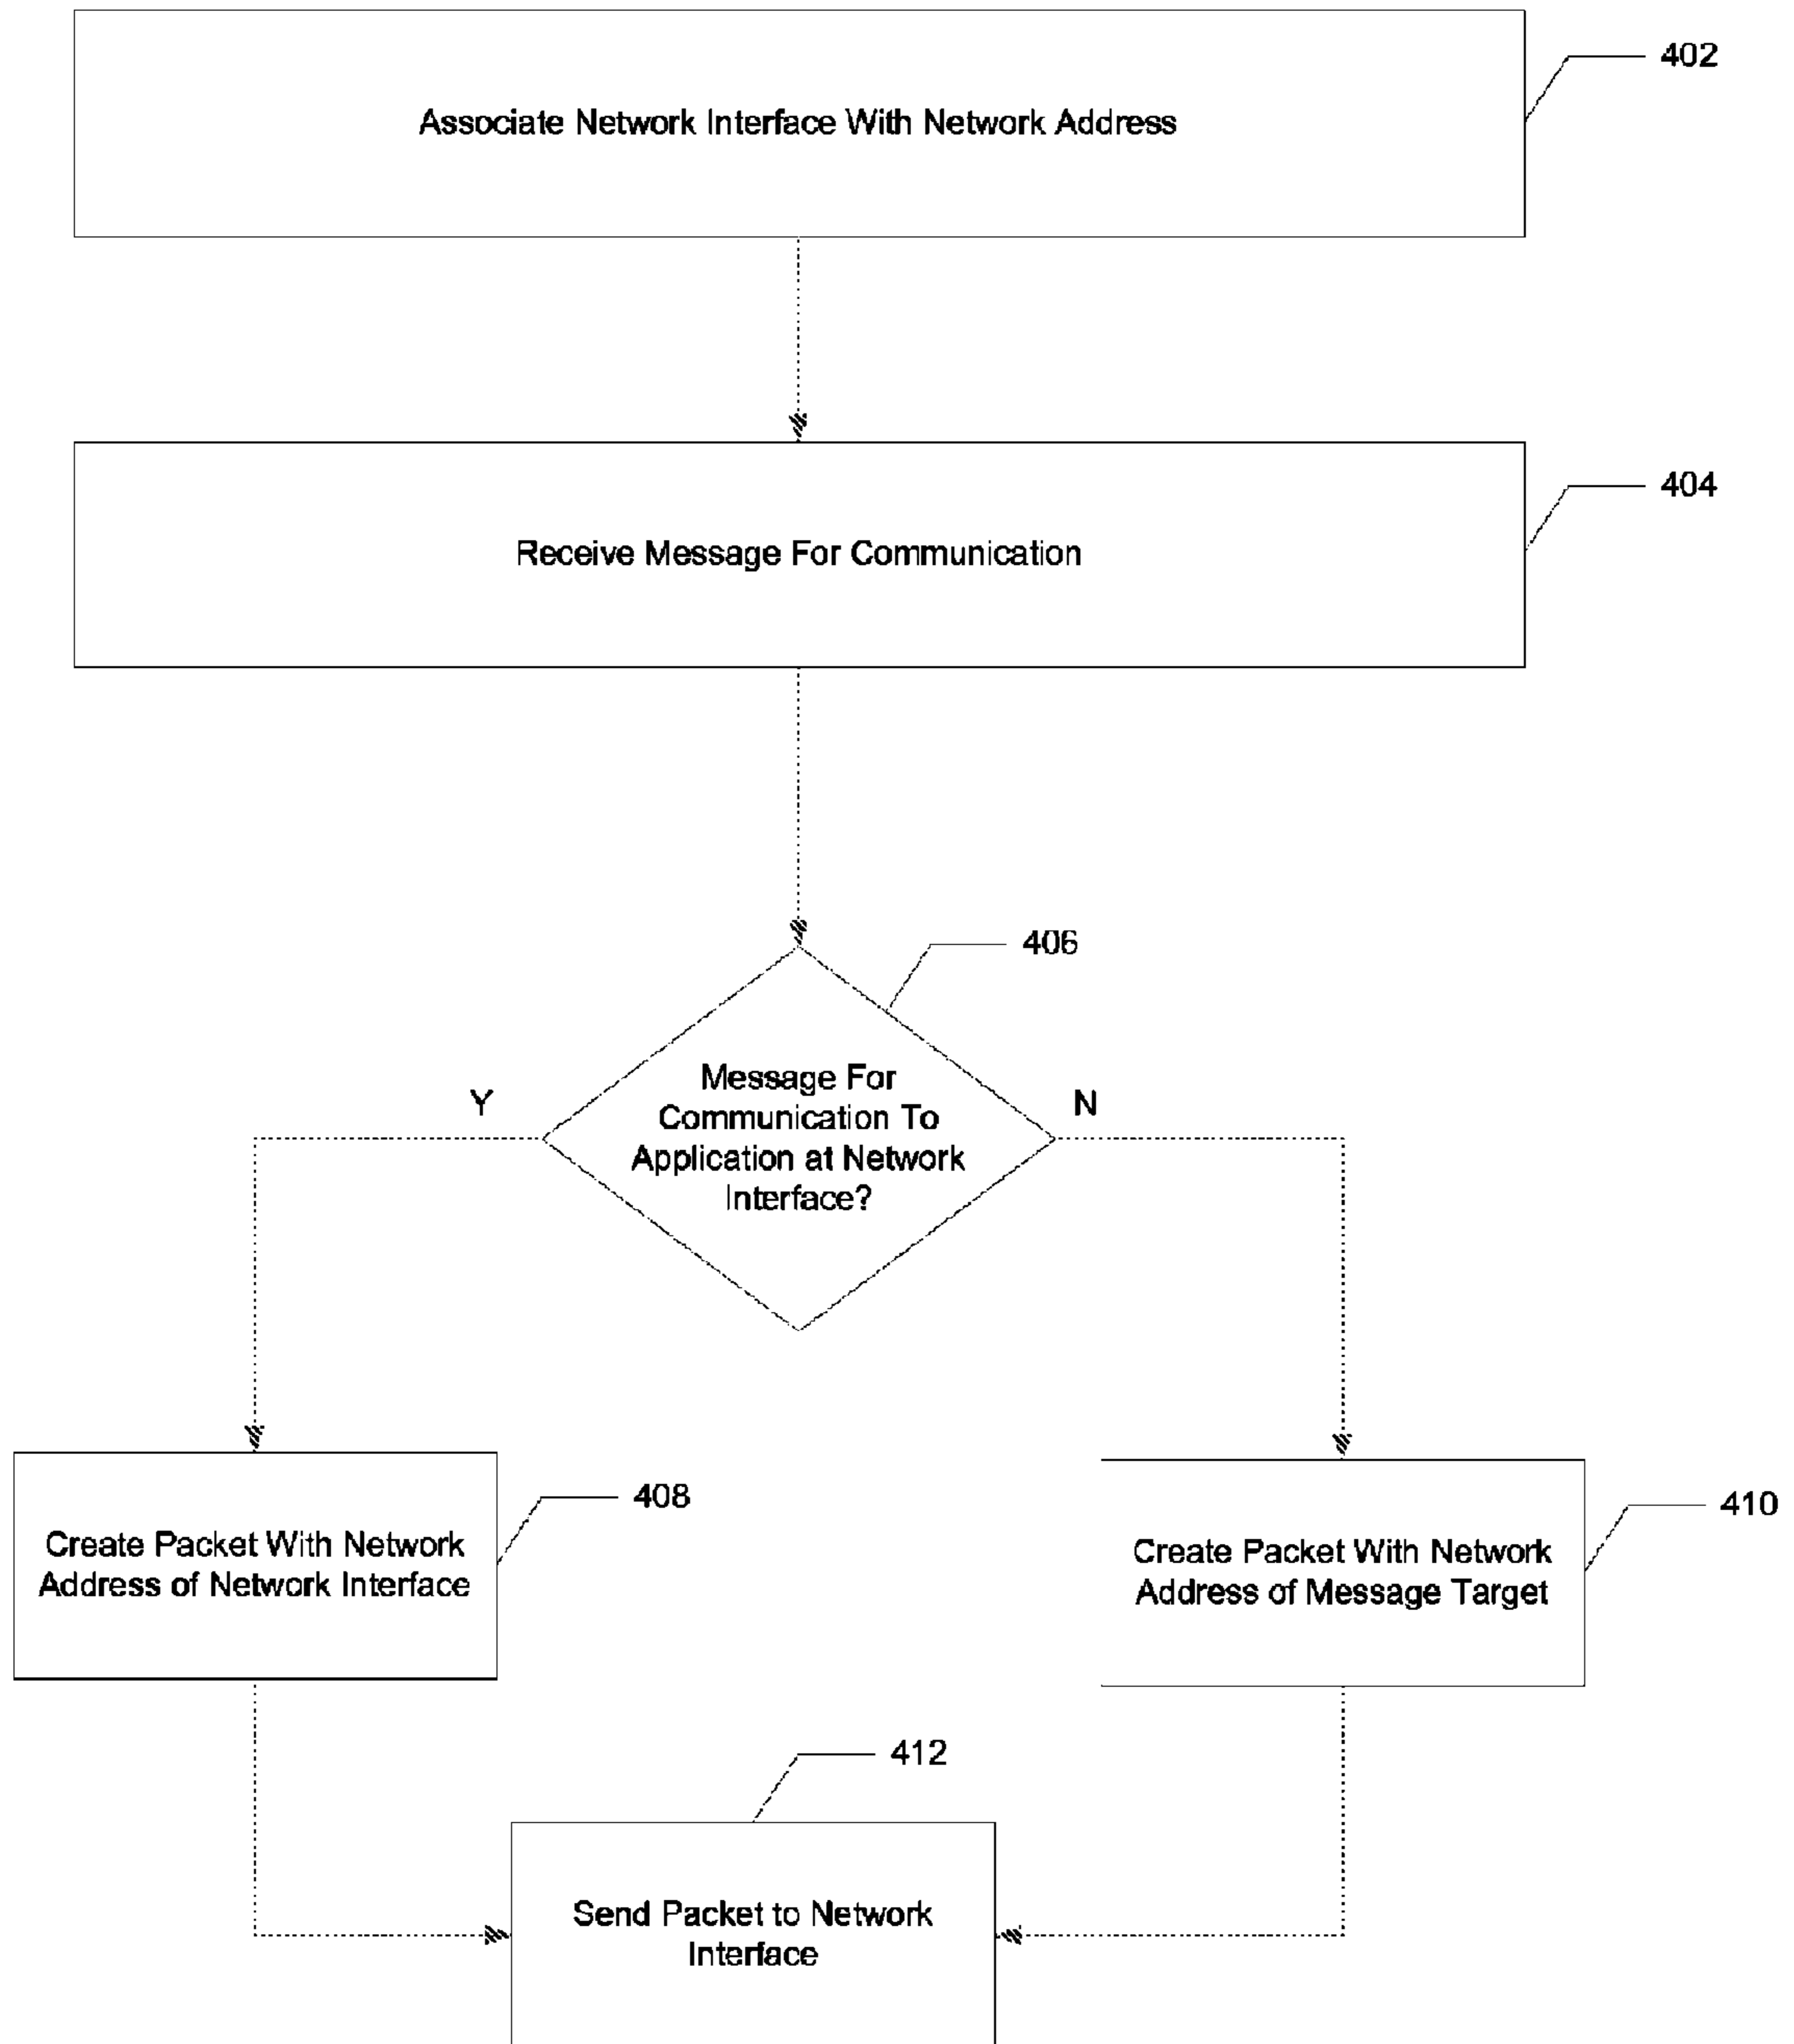 402
Associate Network Interface With Network Address
404
Receive Message For Communication
406
Message For
Communication To
Application at Network
Interface?
Y
N
408
Create Packet With Network
Address of Network Interface
410
Create Packet With Network
Address of Message Target
412
Send Packet to Network
Interface